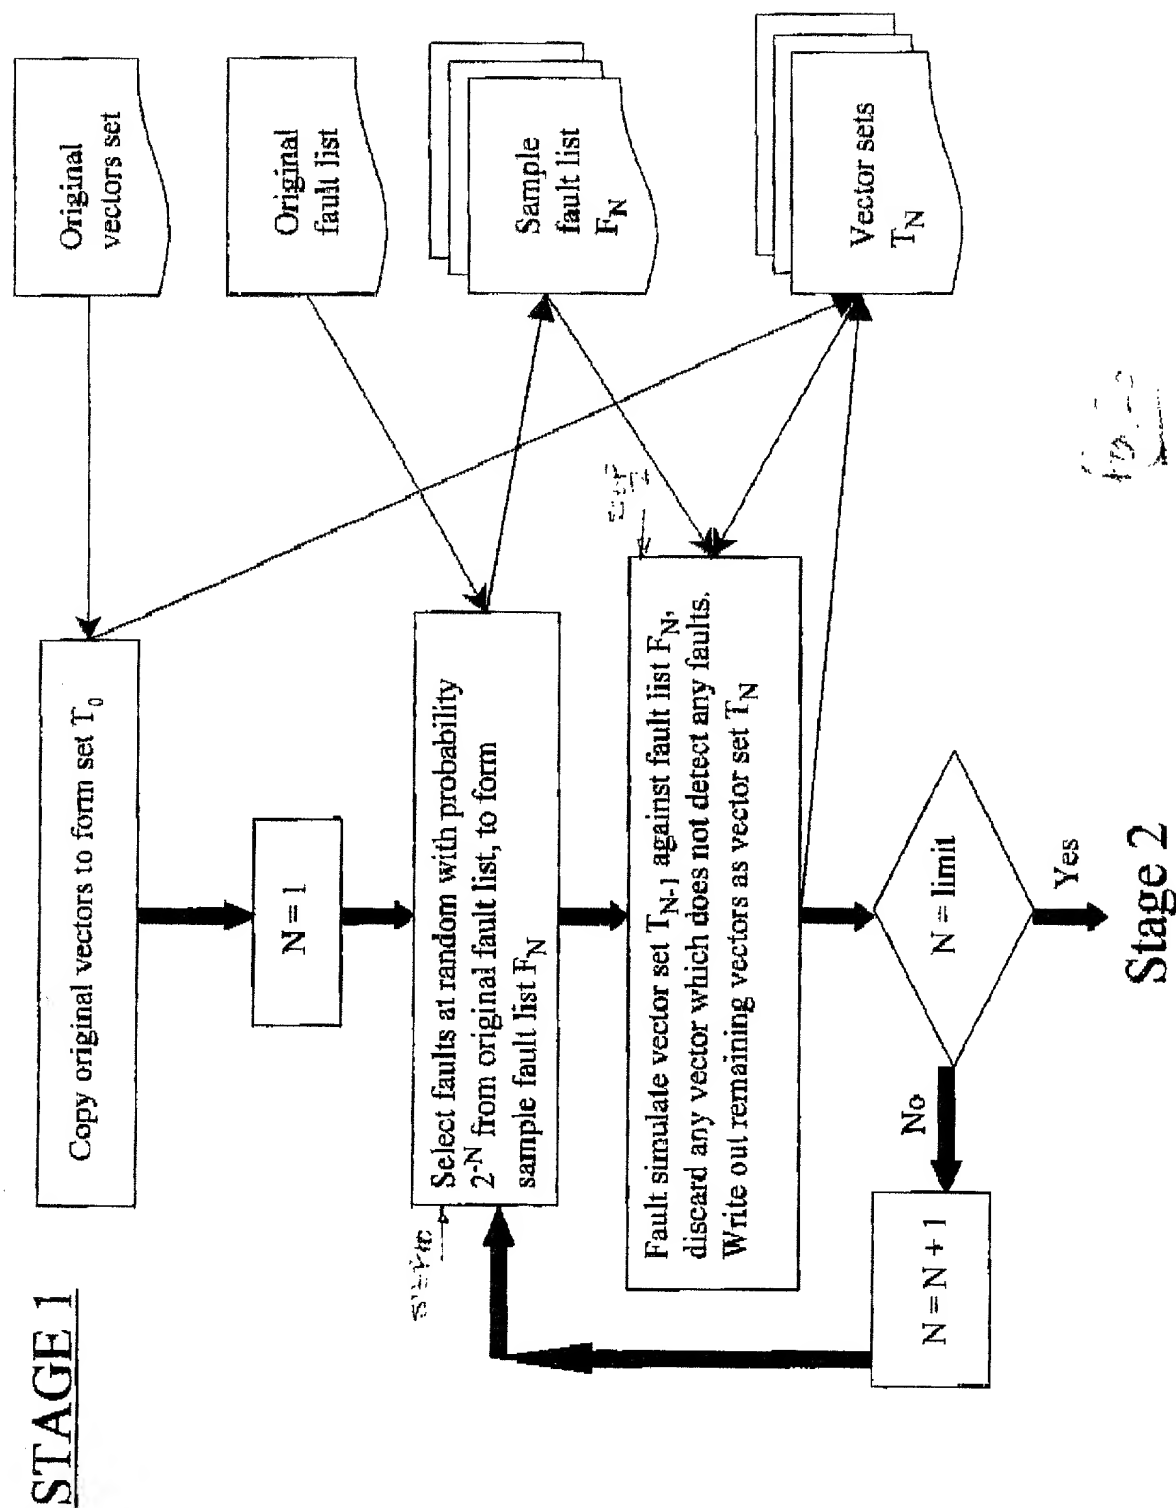 STAGE 1
Copy original vectors to form set T0
N = 1
Select faults at random with probability
2-N from original fault list, to form
sample fault list FN
Fault simulate vector set TN-1 against fault list FN,
discard any vector which does not detect any faults.
Write out remaining vectors as vector set TN
N = limit
No
N = N + 1
Yes
Stage 2
Original
vectors set
Original
fault list
Sample
fault list
FN
Vector sets
TN